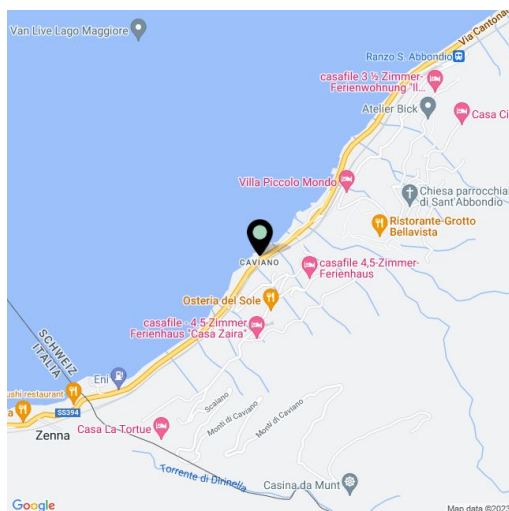 Van Live Lago Maggiore
Via Cantonal
Ranzo S. Abbondio
casafile 3 ½ Zimmer-
Ferienwohnung "Il...
Atelier Bick
Casa Ci
Villa Piccolo Mondo
Chiesa parrocchia
di Sant'Abbondio
Ristorante-Grotto
Bellavista
CAVIANO
casafile 4,5-Zimmer-
Ferienhaus
Osteria del Sole
casafile - 4,5-Zimmer
Ferienhaus "Casa Zaira"
SCHWEIZ
ITALIA
Eni
ushi restaurant
a
SS394
Zenna
Scaiano
Monti di Caviano
Monti di Caviano
Casa La Tortue
Torrente di Dirinella
Casina da Munt
Google
Map data ©2023